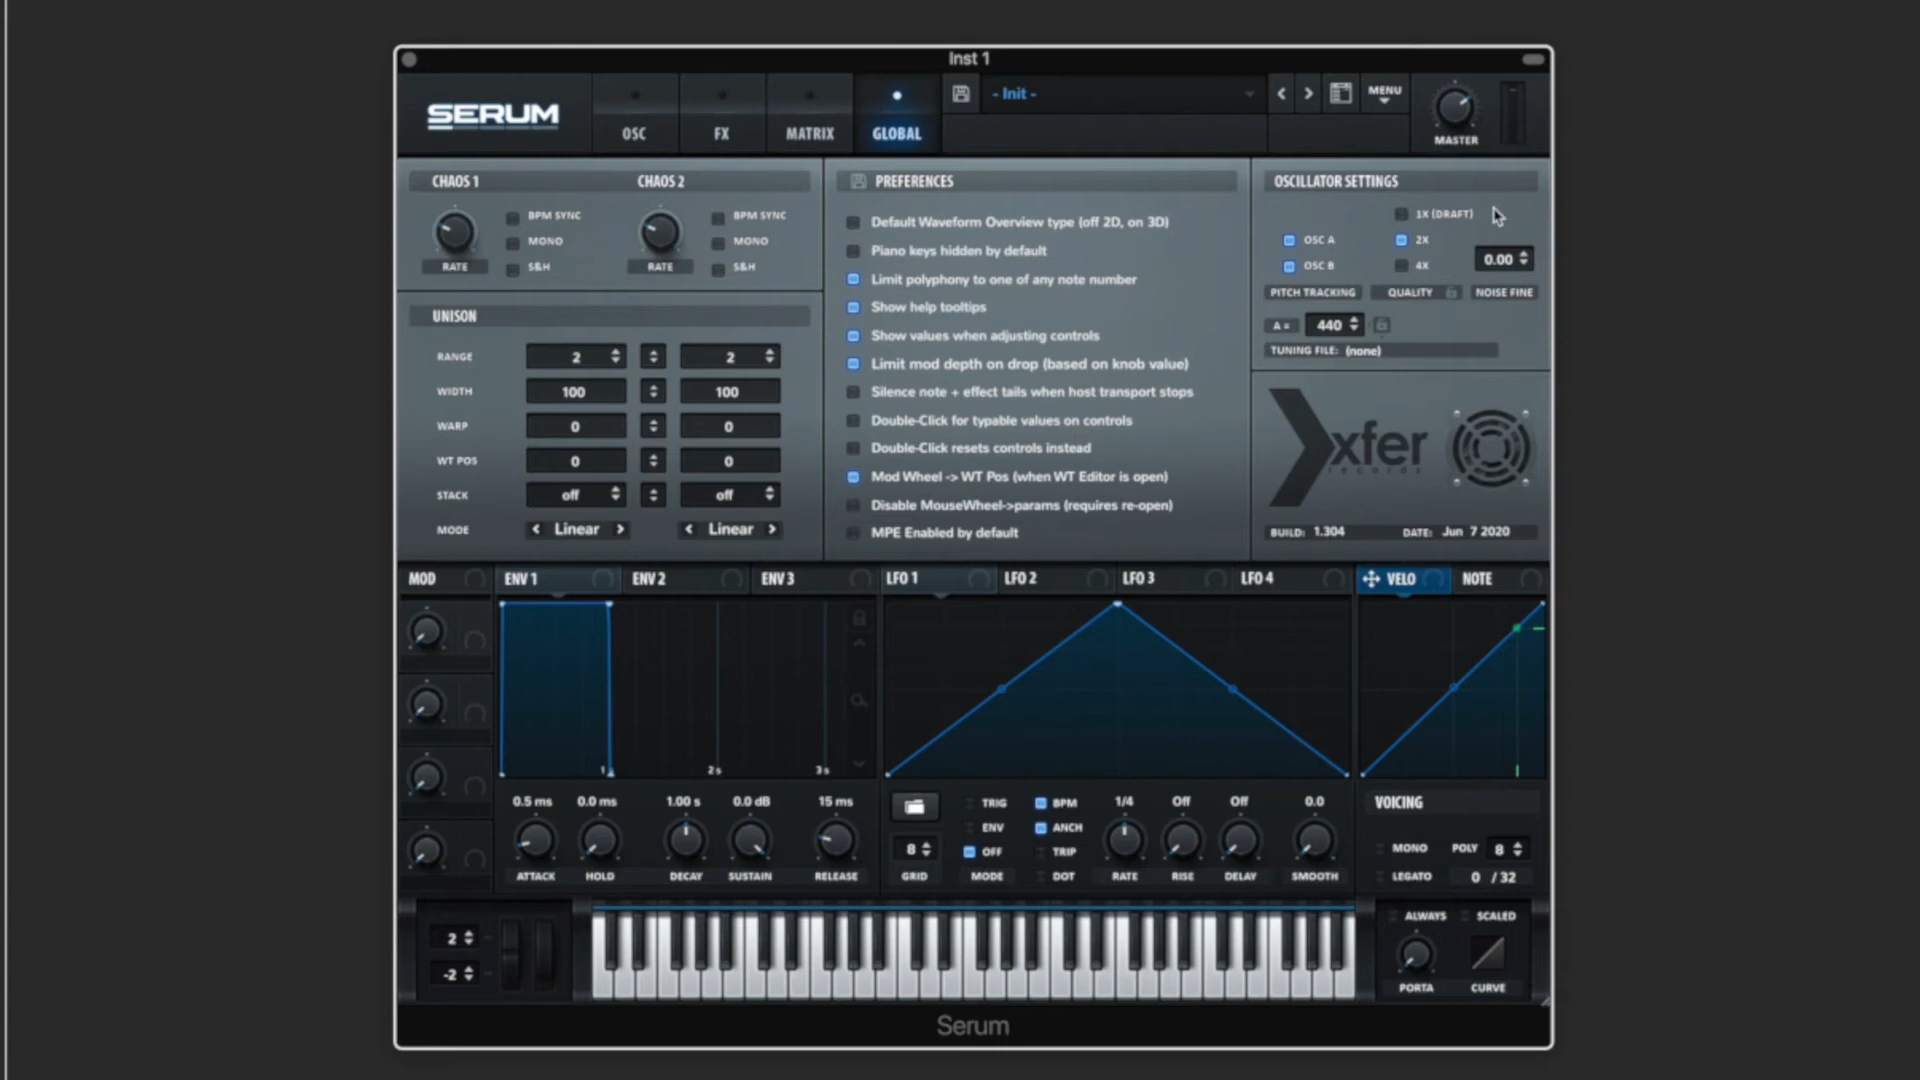 Inst 1
SERUM
OSC FX MATRIX GLOBAL
- Init -
MENU
MASTER
CHAOS 1 CHAOS 2
BPM SYNC BPM SYNC
MONO MONO
RATE S&H RATE S&H
UNISON
RANGE 2 2
WIDTH 100 100
WARP 0 0
WT POS 0 0
STACK off off
MODE < Linear > < Linear >
PREFERENCES
Default Waveform Overview type (off 2D, on 3D)
Piano keys hidden by default
Limit polyphony to one of any note number
Show help tooltips
Show values when adjusting controls
Limit mod depth on drop (based on knob value)
Silence note + effect tails when host transport stops
Double-Click for typable values on controls
Double-Click resets controls instead
Mod Wheel -> WT Pos (when WT Editor is open)
Disable MouseWheel->params (requires re-open)
MPE Enabled by default
OSCILLATOR SETTINGS
1X (DRAFT)
OSC A 2X
OSC B 4X 0.00
PITCH TRACKING QUALITY NOISE FINE
A = 440
TUNING FILE: (none)
xfer
records
BUILD: 1.304 DATE: Jun 7 2020
MOD ENV 1 ENV 2 ENV 3 LFO 1 LFO 2 LFO 3 LFO 4 VELO NOTE
1 2s 3s
0.5 ms 0.0 ms 1.00 s 0.0 dB 15 ms
ATTACK HOLD DECAY SUSTAIN RELEASE
TRIG BPM 1/4 Off Off 0.0
ENV ANCH
8 OFF TRIP
GRID MODE DOT RATE RISE DELAY SMOOTH
VOICING
MONO POLY 8
LEGATO 0 / 32
ALWAYS SCALED
PORTA CURVE
2
-2
Serum